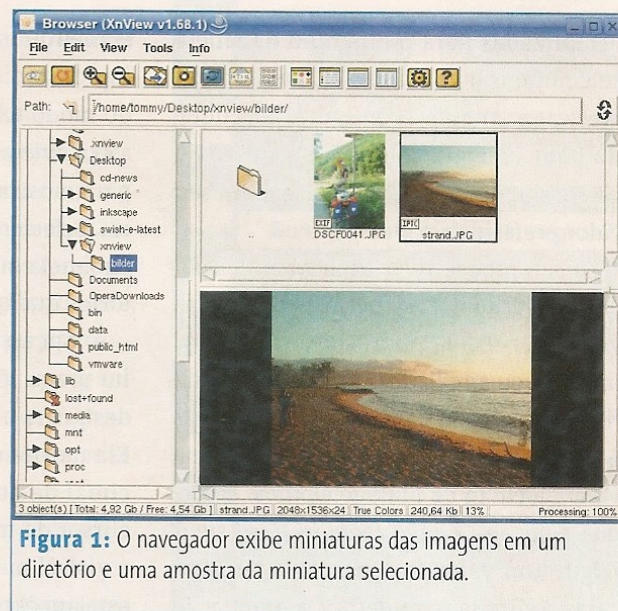 Browser (XnView v1.68.1)
File Edit View Tools Info
Path: /home/tommy/Desktop/xnview/bilder/
.xnview
Desktop
cd-news
generic
inkscape
swish-e-latest
xnview
bilder
Documents
OperaDownloads
bin
data
public_html
vmware
lib
lost+found
media
mnt
opt
proc
..
EXIF
DSCF0041.JPG
IPTC
strand.JPG
3 object(s) [ Total: 4,92 Gb / Free: 4,54 Gb ] strand.JPG 2048x1536x24 True Colors 240,64 Kb 13% Processing: 100%
Figura 1: O navegador exibe miniaturas das imagens em um
diretório e uma amostra da miniatura selecionada.